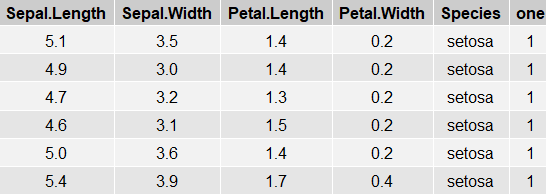 Sepal.Length Sepal.Width Petal.Length Petal.Width Species one
5.1 3.5 1.4 0.2 setosa 1
4.9 3.0 1.4 0.2 setosa 1
4.7 3.2 1.3 0.2 setosa 1
4.6 3.1 1.5 0.2 setosa 1
5.0 3.6 1.4 0.2 setosa 1
5.4 3.9 1.7 0.4 setosa 1